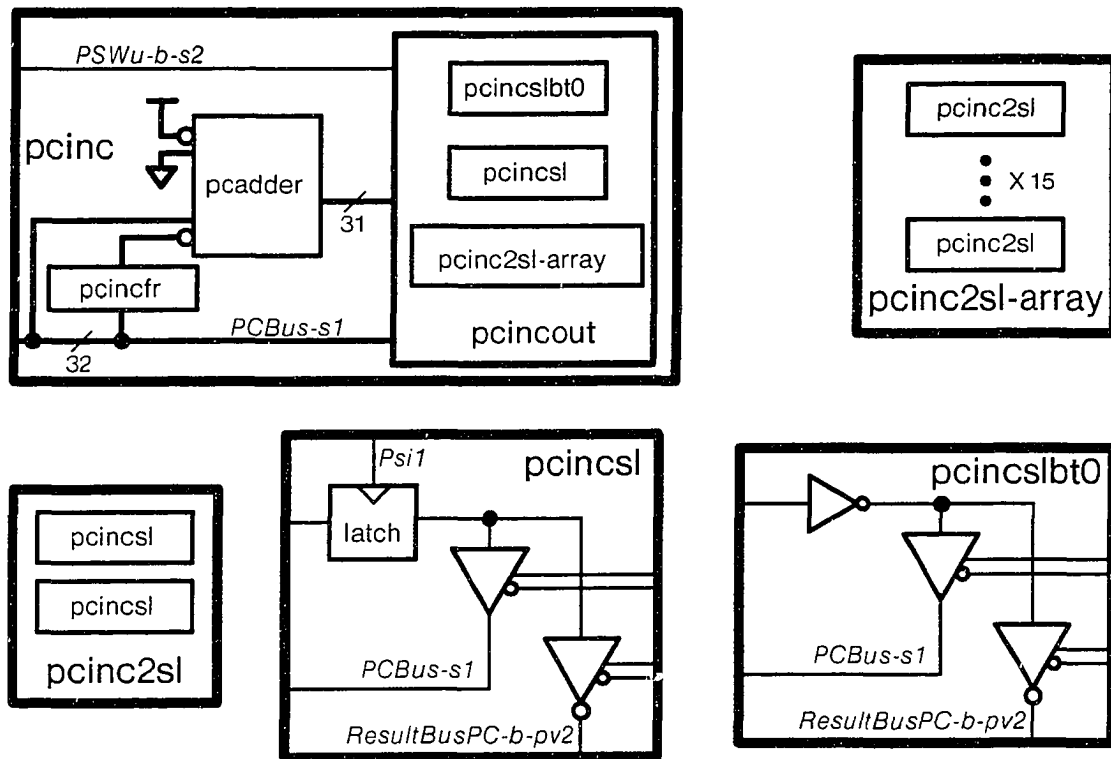 PSWu-b-s2
pcincslbt0
pcinc
pcadder
pcincsl
31
pcinc2sl-array
pcincfr
PCBus-s1
32
pcincout
pcinc2sl
X 15
pcinc2sl
pcinc2sl-array
pcincsl
pcincsl
pcinc2sl
Psi1
pcincsl
latch
PCBus-s1
ResultBusPC-b-pv2
pcincslbt0
PCBus-s1
ResultBusPC-b-pv2